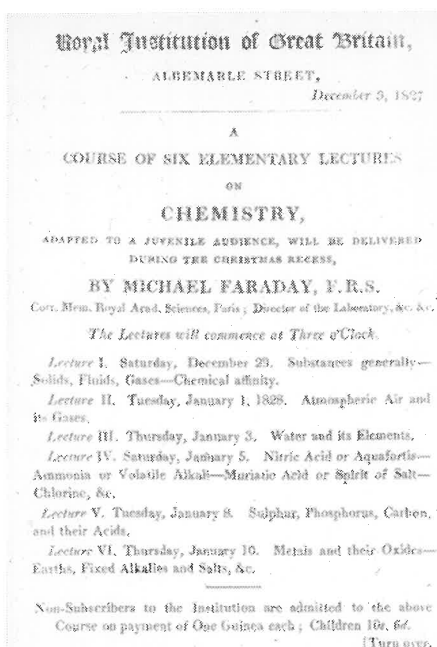 Royal Institution of Great Britain,
ALBEMARLE STREET,
December 3, 1827
A
COURSE OF SIX ELEMENTARY LECTURES
ON
CHEMISTRY,
ADAPTED TO A JUVENILE AUDIENCE, WILL BE DELIVERED
DURING THE CHRISTMAS RECESS,
BY MICHAEL FARADAY, F.R.S.
Corr. Mem. Royal Acad. Sciences, Paris; Director of the Laboratory, &c. &c.
The Lectures will commence at Three o'Clock.
Lecture I. Saturday, December 29. Substances generally—
Solids, Fluids, Gases—Chemical affinity.
Lecture II. Tuesday, January 1, 1828. Atmospheric Air and
its Gases.
Lecture III. Thursday, January 3. Water and its Elements.
Lecture IV. Saturday, January 5. Nitric Acid or Aquafortis—
Ammonia or Volatile Alkali—Muriatic Acid or Spirit of Salt—
Chlorine, &c.
Lecture V. Tuesday, January 8. Sulphur, Phosphorus, Carbon,
and their Acids.
Lecture VI. Thursday, January 10. Metals and their Oxides—
Earths, Fixed Alkalies and Salts, &c.
Non-Subscribers to the Institution are admitted to the above
Course on payment of One Guinea each; Children 10s. 6d.
[Turn over.